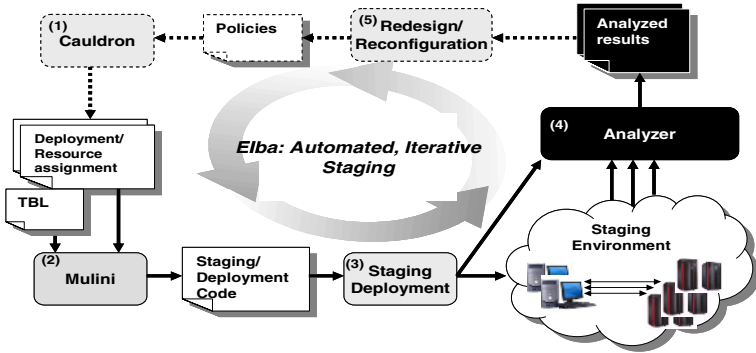 (1)
Cauldron
Policies
(5)
Redesign/
Reconfiguration
Analyzed
results
Deployment/
Resource
assignment
TBL
Elba: Automated, Iterative
Staging
(4)
Analyzer
(2)
Mulini
Staging/
Deployment
Code
(3)
Staging
Deployment
Staging
Environment